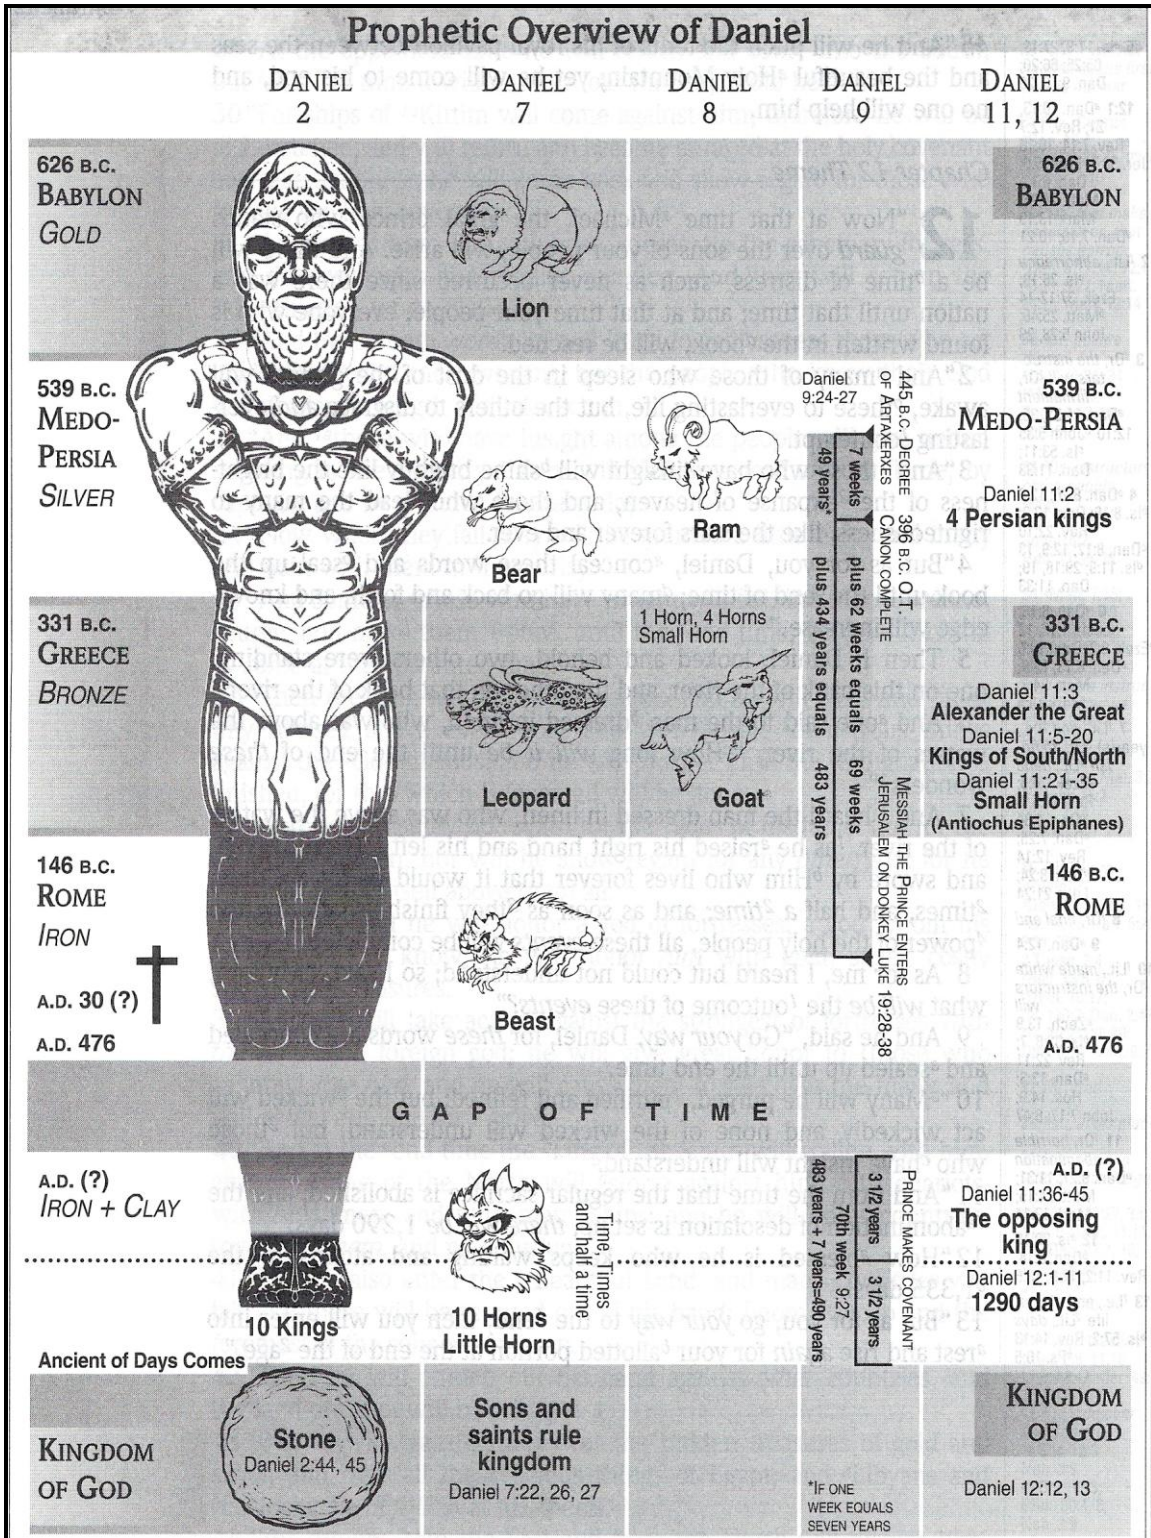 Prophetic Overview of Daniel
DANIEL
2
DANIEL
7
DANIEL
8
DANIEL
9
DANIEL
11, 12
626 B.C.
BABYLON
GOLD
Lion
626 B.C.
BABYLON
539 B.C.
MEDO-
PERSIA
SILVER
Bear
Ram
Daniel
9:24-27
445 B.C. DECREE
OF ARTAXERXES
7 weeks
49 years*
396 B.C. O.T.
CANON COMPLETE
plus 62 weeks equals
plus 434 years equals
69 weeks
483 years
MESSIAH THE PRINCE ENTERS
JERUSALEM ON DONKEY LUKE 19:28-38
539 B.C.
MEDO-PERSIA
Daniel 11:2
4 Persian kings
331 B.C.
GREECE
BRONZE
Leopard
1 Horn, 4 Horns
Small Horn
Goat
331 B.C.
GREECE
Daniel 11:3
Alexander the Great
Daniel 11:5-20
Kings of South/North
Daniel 11:21-35
Small Horn
(Antiochus Epiphanes)
146 B.C.
ROME
IRON
A.D. 30 (?)
A.D. 476
Beast
146 B.C.
ROME
A.D. 476
GAP OF TIME
A.D. (?)
IRON + CLAY
10 Kings
Time, Times
and half a time
10 Horns
Little Horn
PRINCE MAKES COVENANT
3 1/2 years
3 1/2 years
70th week 9:27
483 years + 7 years=490 years
A.D. (?)
Daniel 11:36-45
The opposing
king
Daniel 12:1-11
1290 days
Ancient of Days Comes
KINGDOM
OF GOD
Stone
Daniel 2:44, 45
Sons and
saints rule
kingdom
Daniel 7:22, 26, 27
*IF ONE
WEEK EQUALS
SEVEN YEARS
KINGDOM
OF GOD
Daniel 12:12, 13